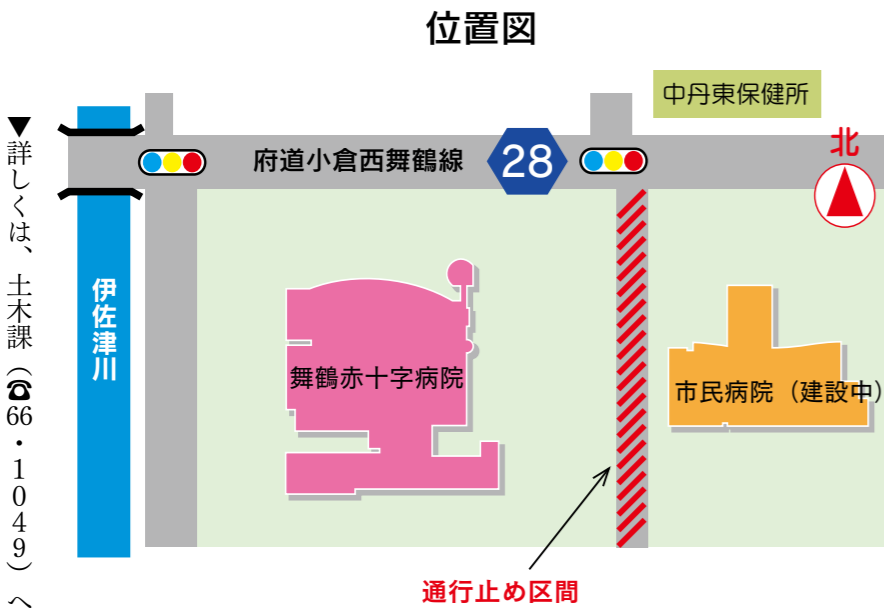 位置図
中丹東保健所
府道小倉西舞鶴線
28
北
伊佐津川
舞鶴赤十字病院
市民病院（建設中）
通行止め区間
▼詳しくは、土木課（☎66・1049）へ